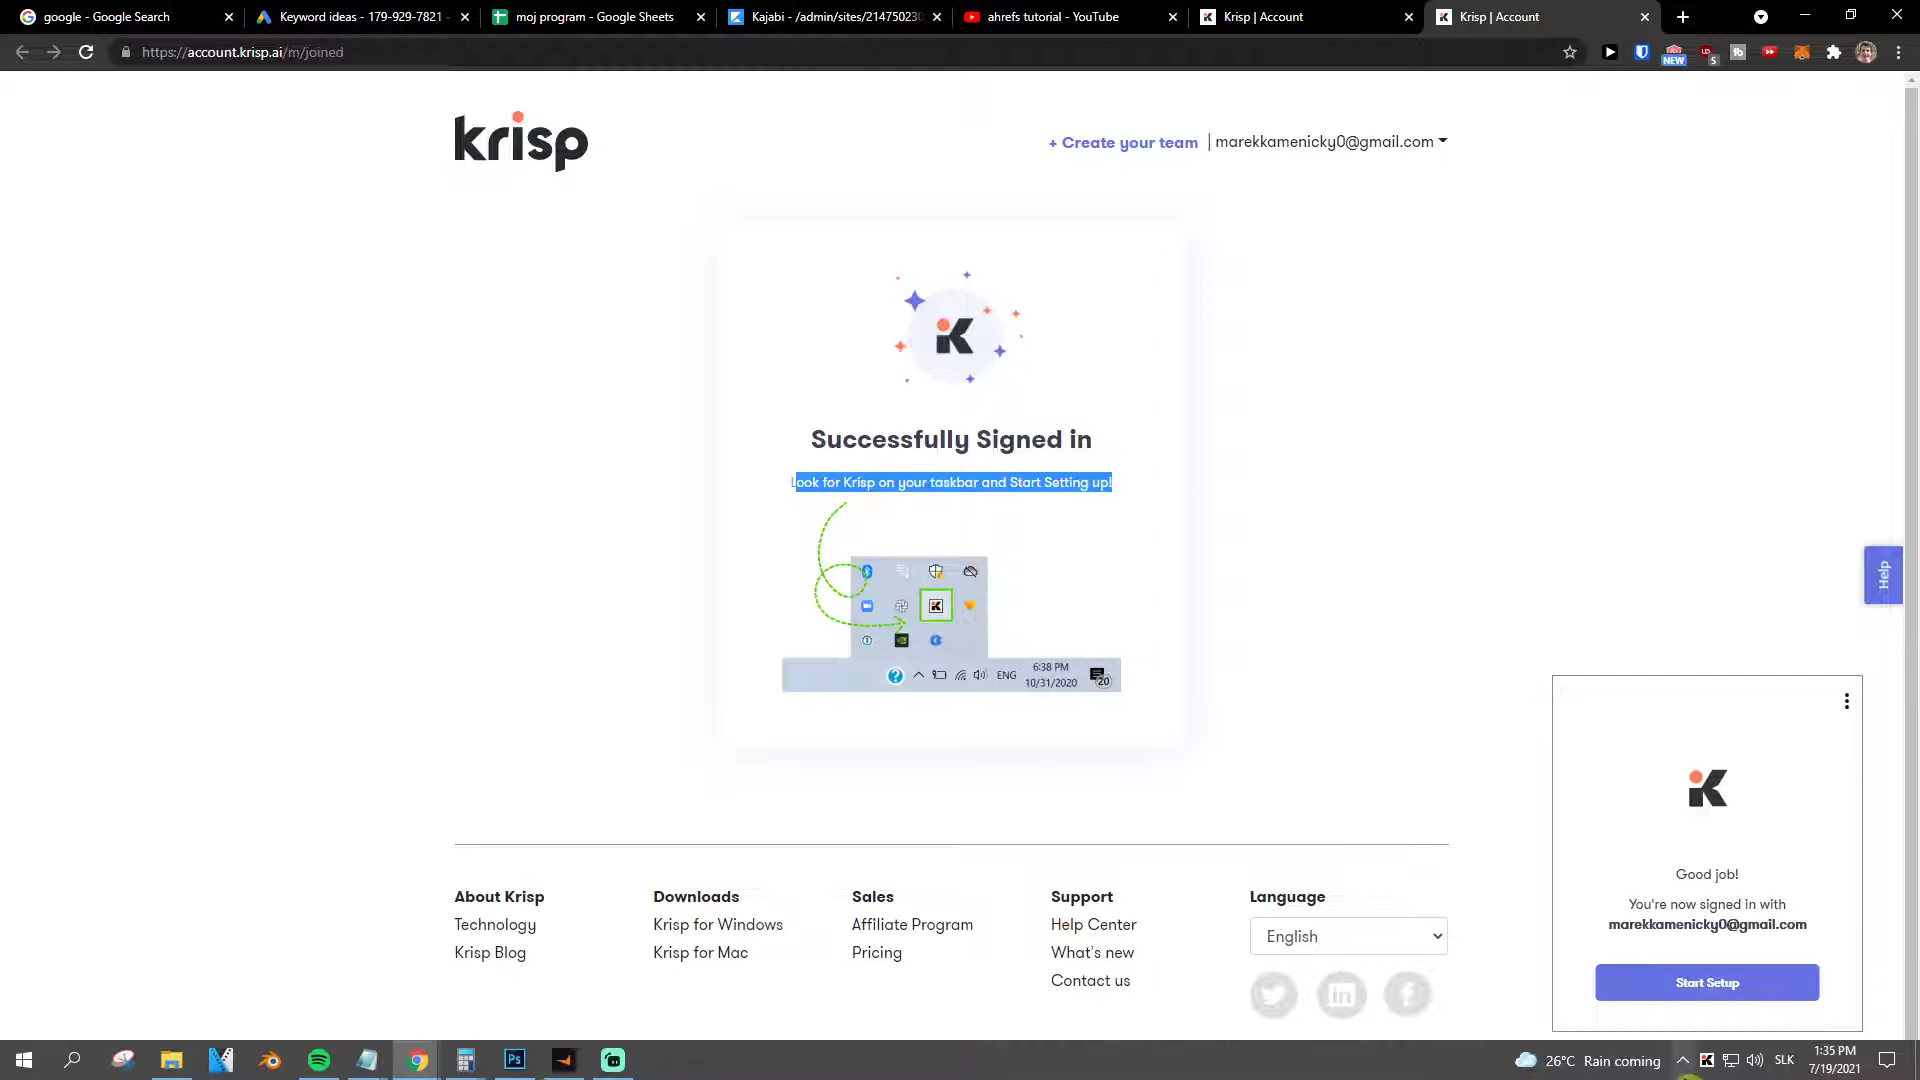 google - Google Search
Keyword ideas - 179-929-7821 -
moj program - Google Sheets
Kajabi - /admin/sites/214750230
ahrefs tutorial - YouTube
Krisp | Account
Krisp | Account
https://account.krisp.ai/m/joined
NEW
5
krisp
+ Create your team | marekkamenicky0@gmail.com
Successfully Signed in
Look for Krisp on your taskbar and Start Setting up!
ENG
6:38 PM
10/31/2020
20
Help
Good job!
You're now signed in with
marekkamenicky0@gmail.com
Start Setup
About Krisp
Technology
Krisp Blog
Downloads
Krisp for Windows
Krisp for Mac
Sales
Affiliate Program
Pricing
Support
Help Center
What's new
Contact us
Language
English
Ps
26°C Rain coming
SLK
1:35 PM
7/19/2021